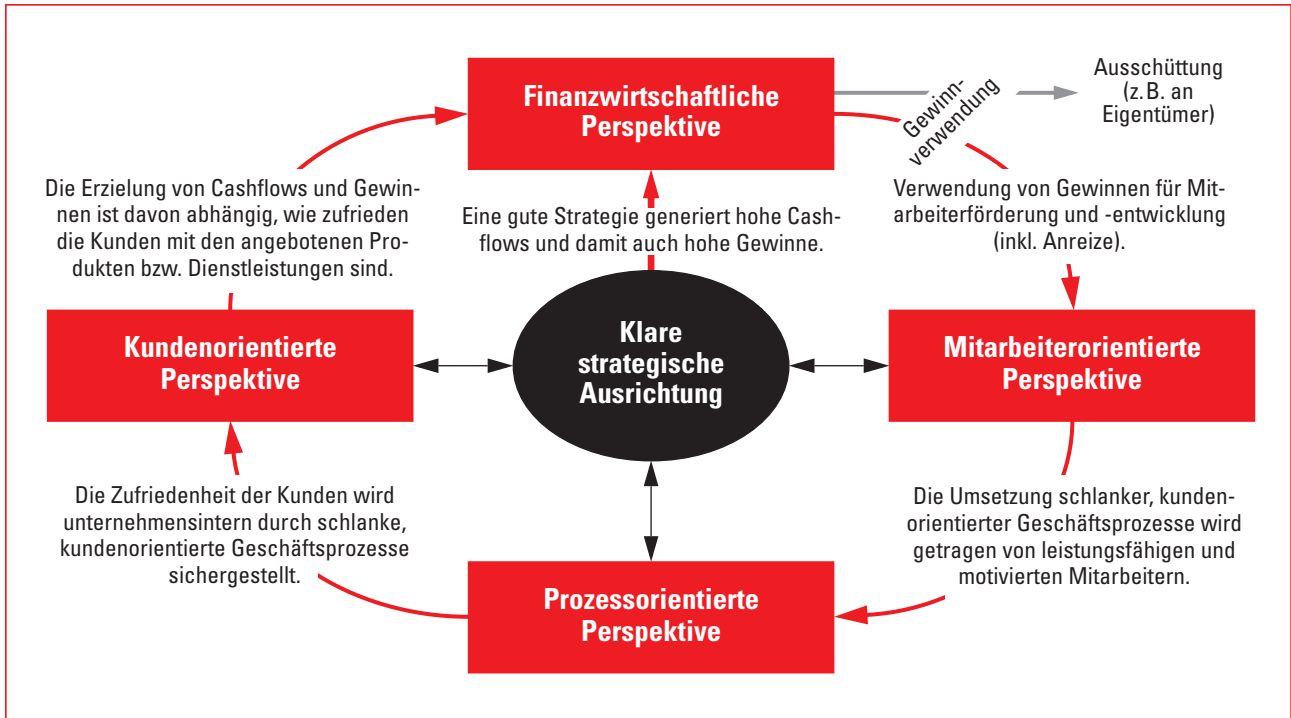 Finanzwirtschaftliche
Perspektive
Gewinn-
verwendung
Ausschüttung
(z.B. an
Eigentümer)
Die Erzielung von Cashflows und Gewin-
nen ist davon abhängig, wie zufrieden
die Kunden mit den angebotenen Pro-
dukten bzw. Dienstleistungen sind.
Eine gute Strategie generiert hohe Cash-
flows und damit auch hohe Gewinne.
Verwendung von Gewinnen für Mit-
arbeiterförderung und -entwicklung
(inkl. Anreize).
Kundenorientierte
Perspektive
Klare
strategische
Ausrichtung
Mitarbeiterorientierte
Perspektive
Die Zufriedenheit der Kunden wird
unternehmensintern durch schlanke,
kundenorientierte Geschäftsprozesse
sichergestellt.
Die Umsetzung schlanker, kunden-
orientierter Geschäftsprozesse wird
getragen von leistungsfähigen und
motivierten Mitarbeitern.
Prozessorientierte
Perspektive